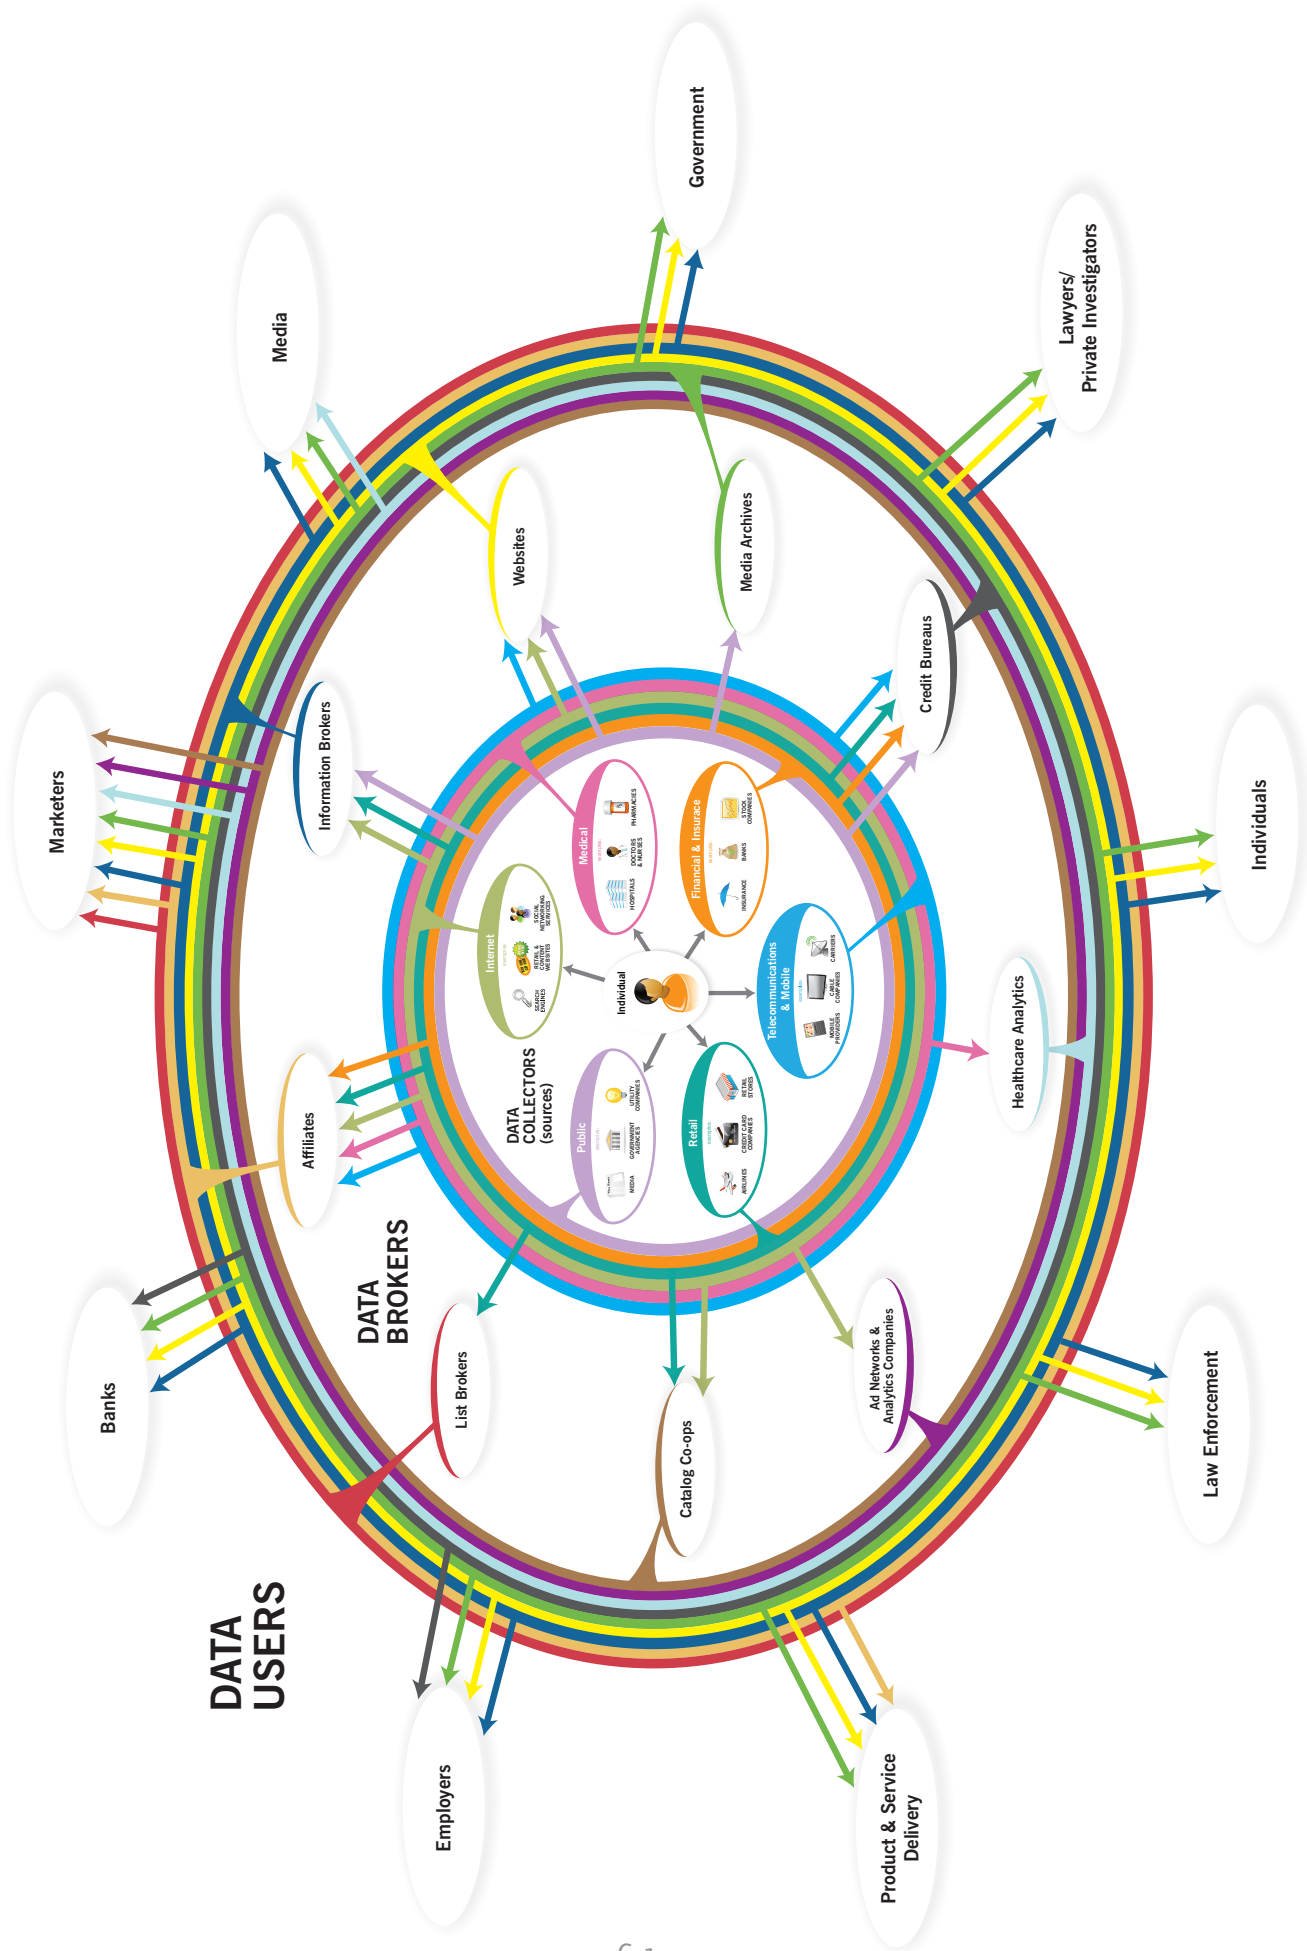 DATA
USERS
Employers
Banks
Marketers
Media
Government
Lawyers/
Private Investigators
Individuals
Law Enforcement
Product & Service
Delivery
DATA
BROKERS
List Brokers
Affiliates
Information Brokers
Websites
Media Archives
Credit Bureaus
Healthcare Analytics
Ad Networks &
Analytics Companies
Catalog Co-ops
DATA
COLLECTORS
(sources)
Individual
Internet
SEARCH
ENGINES
RETAIL &
CONTENT
WEBSITES
SOCIAL
NETWORKING
SERVICES
Medical
HOSPITALS
DOCTORS
& NURSES
PHARMACIES
Financial & Insurace
INSURANCE
BANKS
STOCK
COMPANIES
Telecommunications
& Mobile
MOBILE
PROVIDERS
CABLE
COMPANIES
CARRIERS
Retail
AIRLINES
CREDIT CARD
COMPANIES
RETAIL
STORES
Public
MEDIA
GOVERNMENT
AGENCIES
UTILITY
COMPANIES